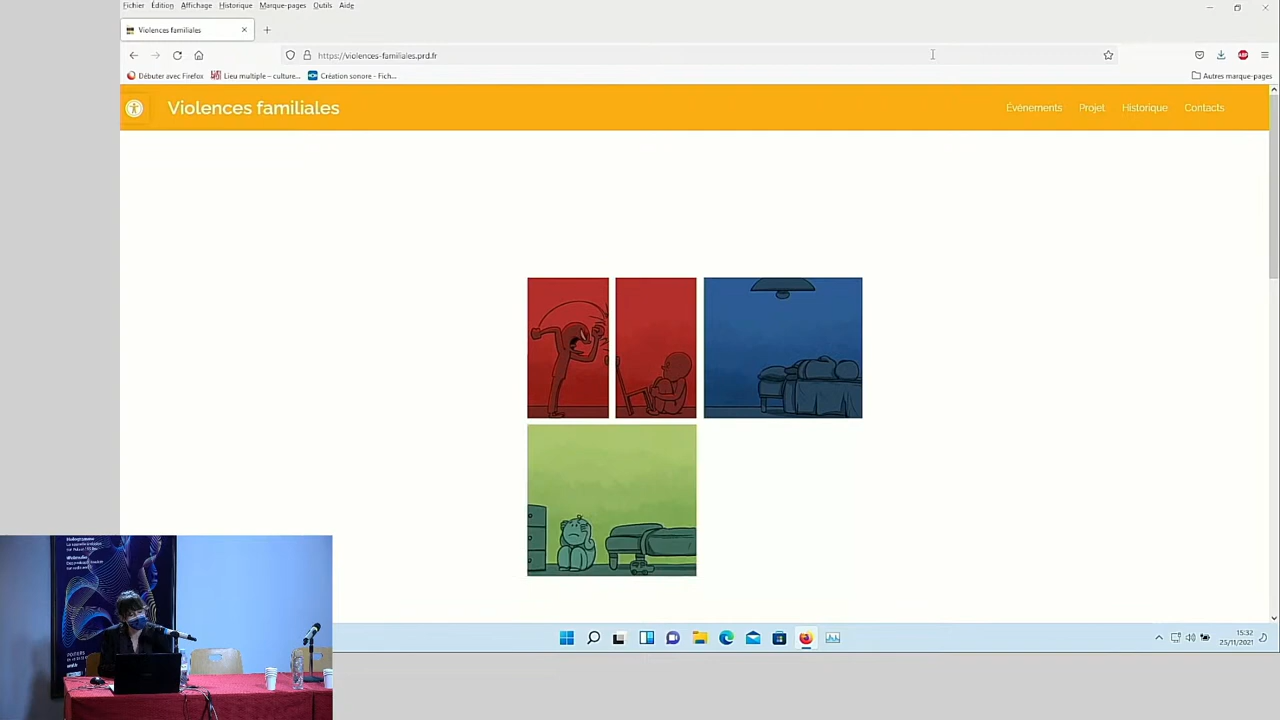 Fichier Édition Affichage Historique Marque-pages Outils Aide
Violences familiales
https://violences-familiales.prd.fr
Débuter avec Firefox Lieu multiple – culture... Création sonore - Fich... Autres marque-pages
Violences familiales Événements Projet Historique Contacts
ABP
15:32
25/11/2021
POITIERS